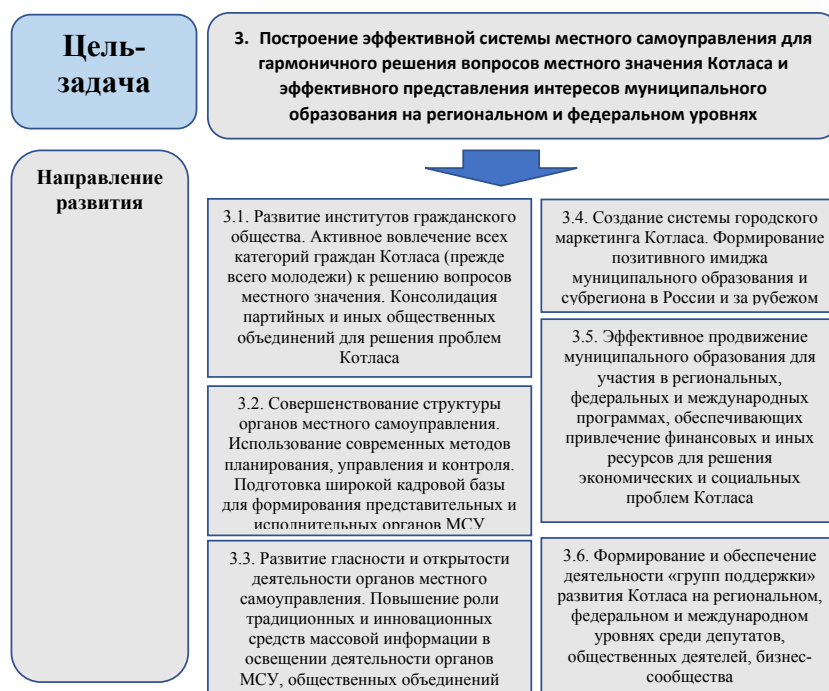 Цель-
задача
3. Построение эффективной системы местного самоуправления для
гармоничного решения вопросов местного значения Котласа и
эффективного представления интересов муниципального
образования на региональном и федеральном уровнях
Направление
развития
3.1. Развитие институтов гражданского
общества. Активное вовлечение всех
категорий граждан Котласа (прежде
всего молодежи) к решению вопросов
местного значения. Консолидация
партийных и иных общественных
объединений для решения проблем
Котласа
3.2. Совершенствование структуры
органов местного самоуправления.
Использование современных методов
планирования, управления и контроля.
Подготовка широкой кадровой базы
для формирования представительных и
исполнительных органов МСУ
3.3. Развитие гласности и открытости
деятельности органов местного
самоуправления. Повышение роли
традиционных и инновационных
средств массовой информации в
освещении деятельности органов
МСУ, общественных объединений
3.4. Создание системы городского
маркетинга Котласа. Формирование
позитивного имиджа
муниципального образования и
субрегиона в России и за рубежом
3.5. Эффективное продвижение
муниципального образования для
участия в региональных,
федеральных и международных
программах, обеспечивающих
привлечение финансовых и иных
ресурсов для решения
экономических и социальных
проблем Котласа
3.6. Формирование и обеспечение
деятельности «групп поддержки»
развития Котласа на региональном,
федеральном и международном
уровнях среди депутатов,
общественных деятелей, бизнес-
сообщества